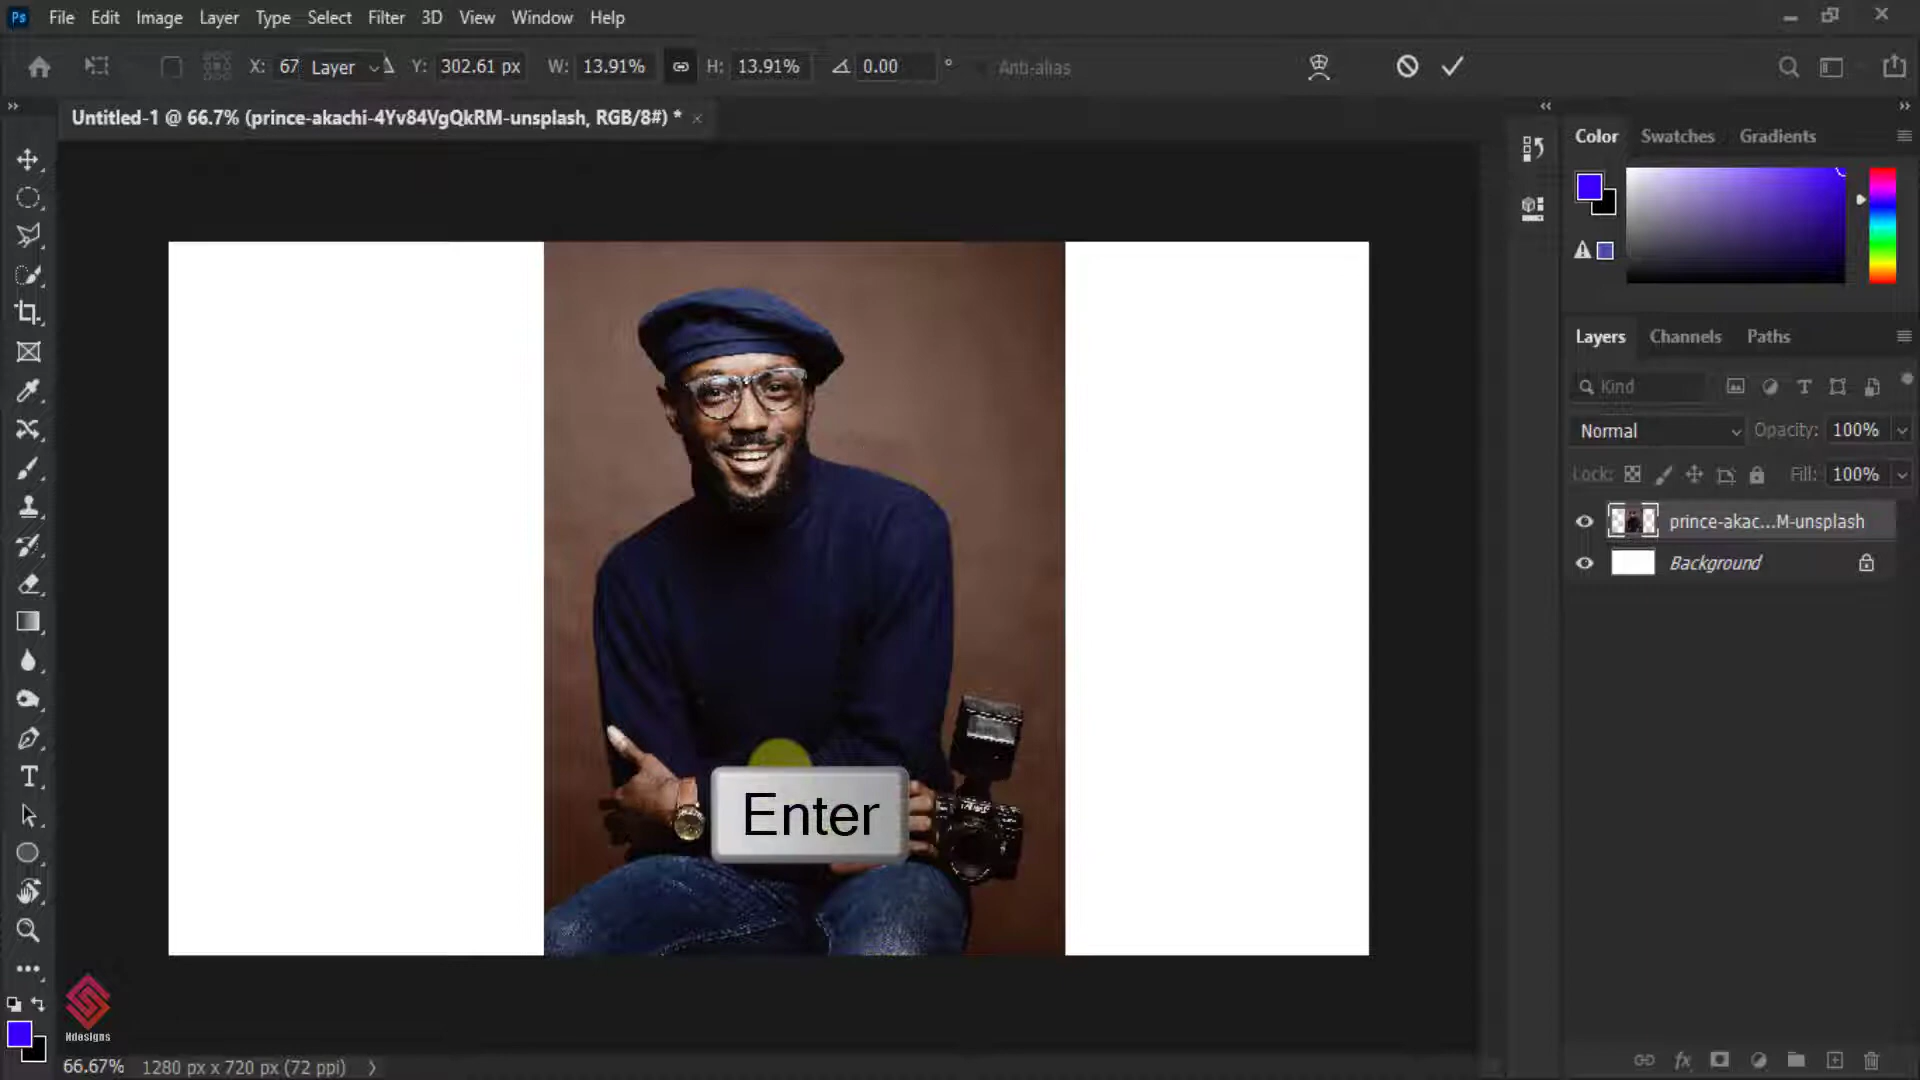 Ps File Edit Image Layer Type Select Filter 3D View Window Help
X: 67 Layer Y: 302.61 px W: 13.91% H: 13.91% 0.00 ° Anti-alias
Untitled-1 @ 66.7% (prince-akachi-4Yv84VgQkRM-unsplash, RGB/8#) * ×
Color Swatches Gradients
Layers Channels Paths
Kind
Normal Opacity: 100%
Lock: Fill: 100%
prince-akac...M-unsplash
Background
Enter
Hdesigns
66.67% 1280 px x 720 px (72 ppi)